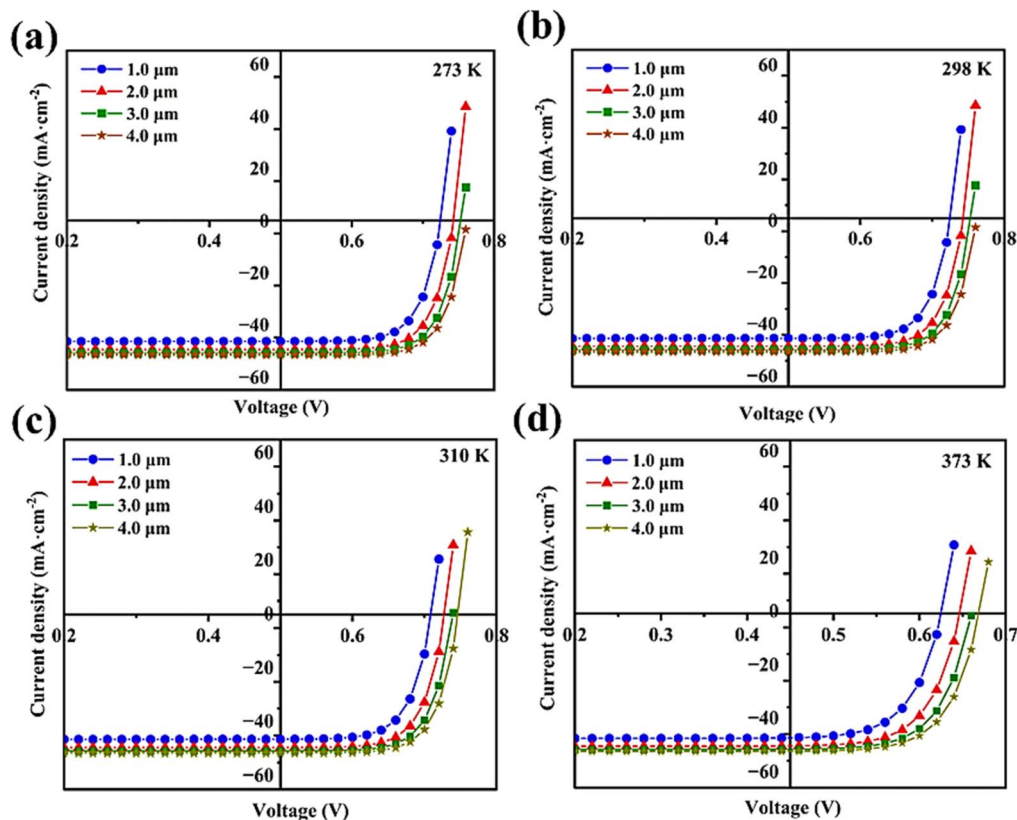 (a)
273 K
1.0 µm
2.0 µm
3.0 µm
4.0 µm
60
40
20
0
−20
−40
−60
0.2
0.4
0.6
0.8
Current density (mA·cm⁻²)
Voltage (V)
(b)
298 K
1.0 µm
2.0 µm
3.0 µm
4.0 µm
60
40
20
0
−20
−40
−60
0.2
0.4
0.6
0.8
Current density (mA·cm⁻²)
Voltage (V)
(c)
310 K
1.0 µm
2.0 µm
3.0 µm
4.0 µm
60
40
20
0
−20
−40
−60
0.2
0.4
0.6
0.8
Current density (mA·cm⁻²)
Voltage (V)
(d)
373 K
1.0 µm
2.0 µm
3.0 µm
4.0 µm
60
40
20
0
−20
−40
−60
0.2
0.3
0.4
0.5
0.6
0.7
Current density (mA·cm⁻²)
Voltage (V)